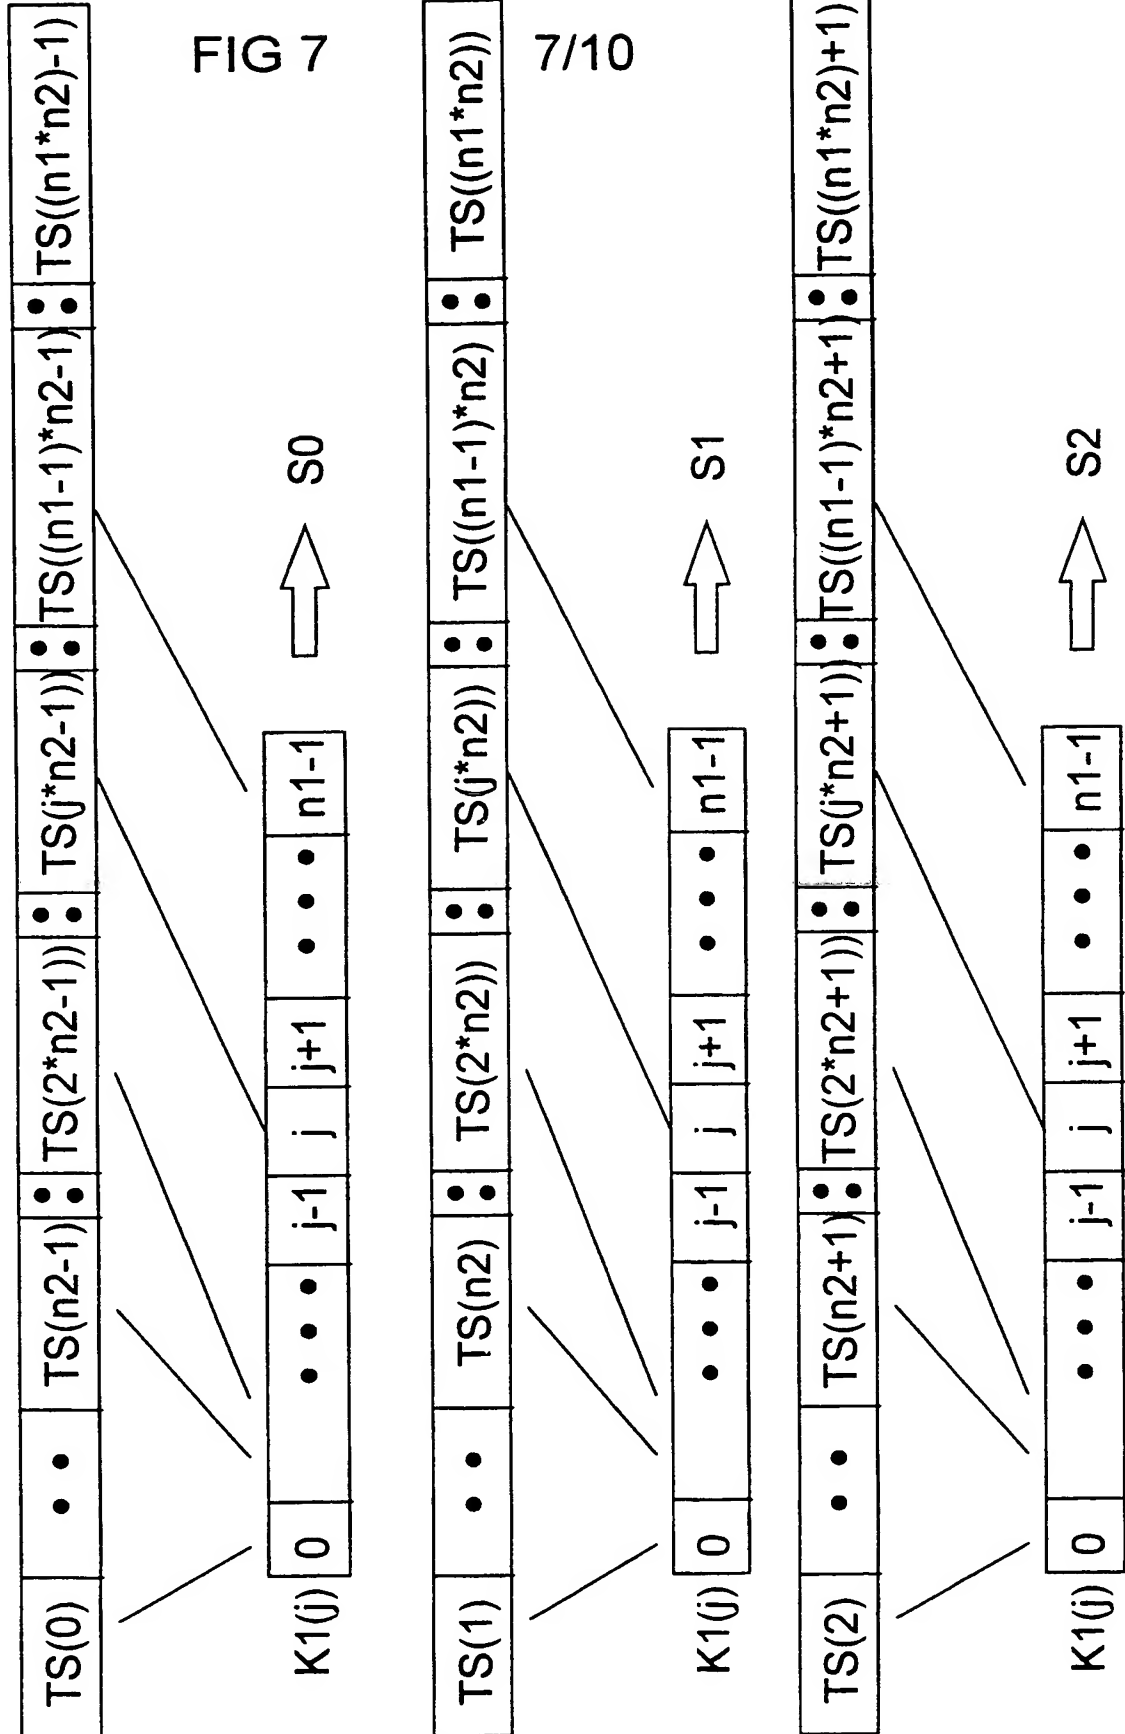 FIG 7
7/10
TS(0) •• TS(n2-1) •• TS(2*n2-1)) •• TS(j*n2-1)) •• TS((n1-1)*n2-1) •• TS((n1*n2)-1)
K1(j) 0 ••• j-1 j j+1 ••• n1-1 S0
TS(1) •• TS(n2) •• TS(2*n2)) •• TS(j*n2)) •• TS((n1-1)*n2) •• TS((n1*n2))
K1(j) 0 ••• j-1 j j+1 ••• n1-1 S1
TS(2) •• TS(n2+1) •• TS(2*n2+1)) •• TS(j*n2+1)) •• TS((n1-1)*n2+1) •• TS((n1*n2)+1)
K1(j) 0 ••• j-1 j j+1 ••• n1-1 S2